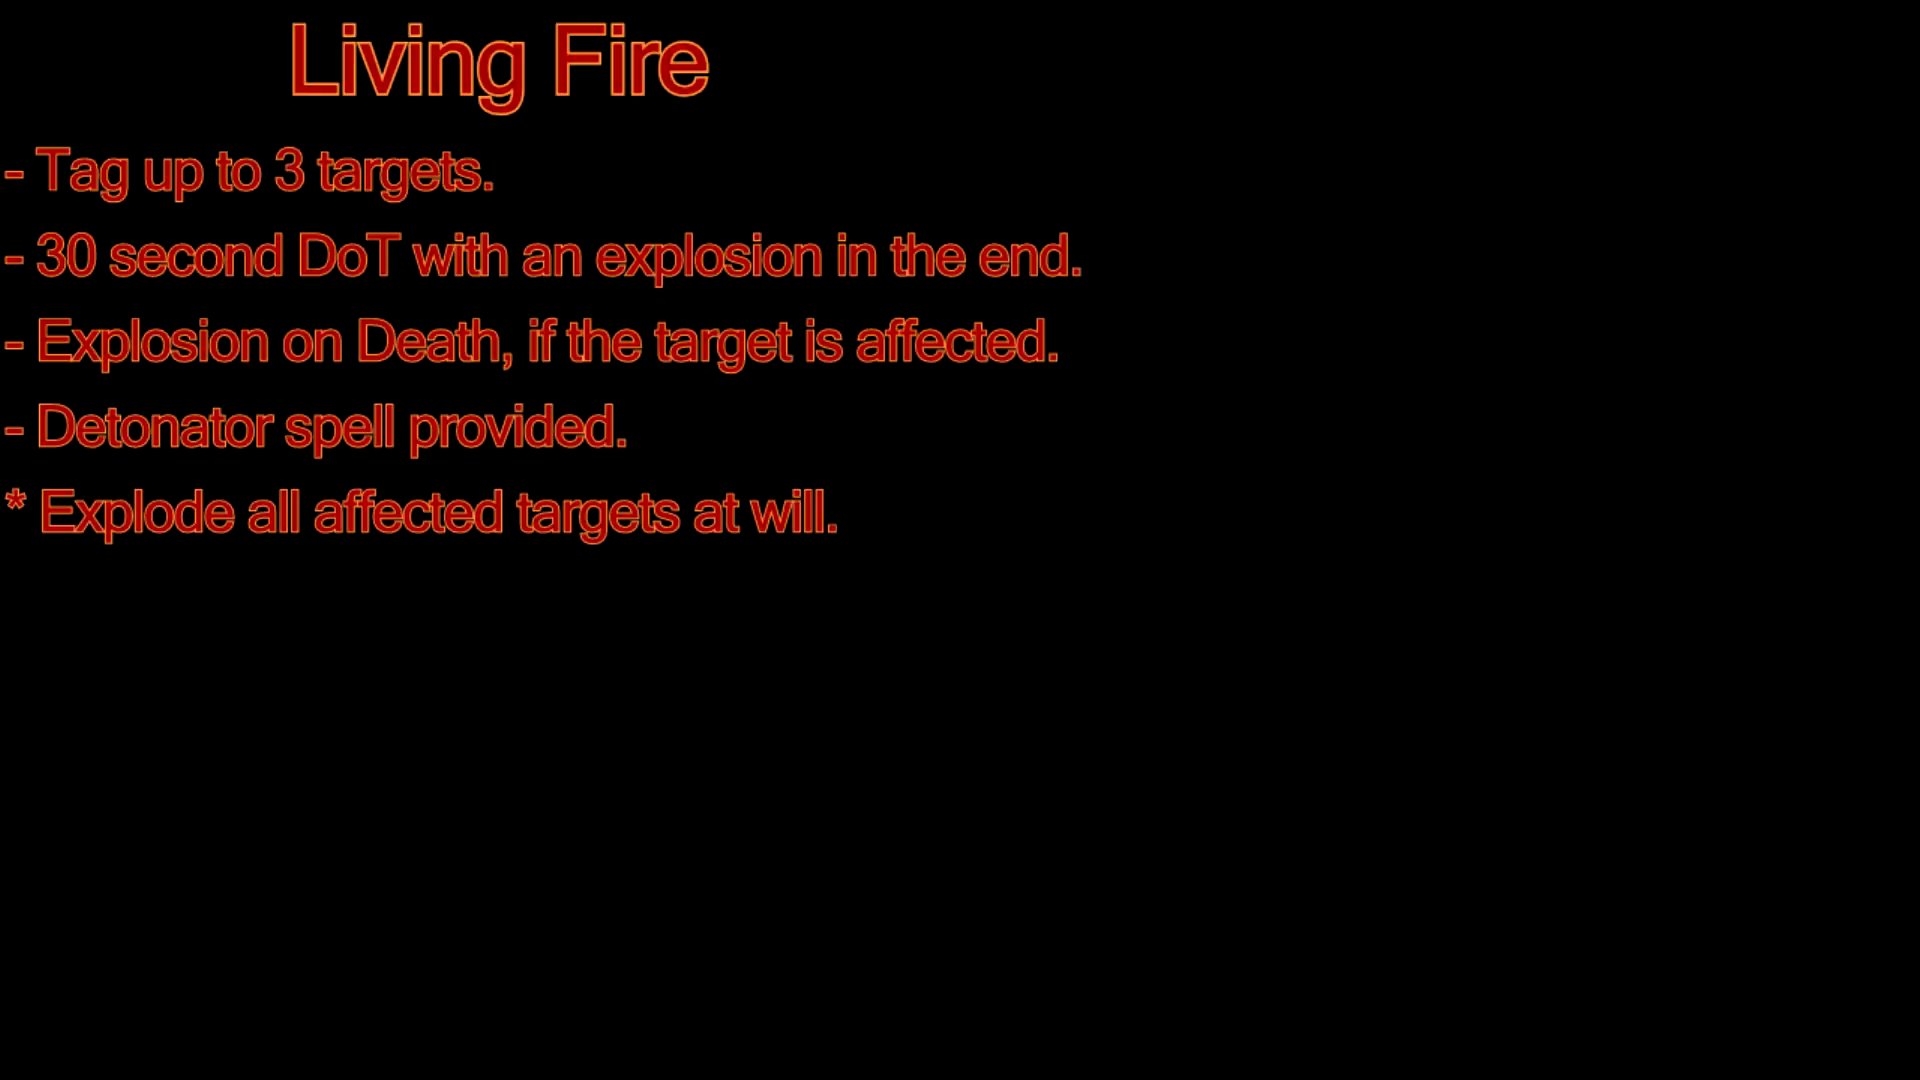 Living Fire
- Tag up to 3 targets.
- 30 second DoT with an explosion in the end.
- Explosion on Death, if the target is affected.
- Detonator spell provided.
* Explode all affected targets at will.